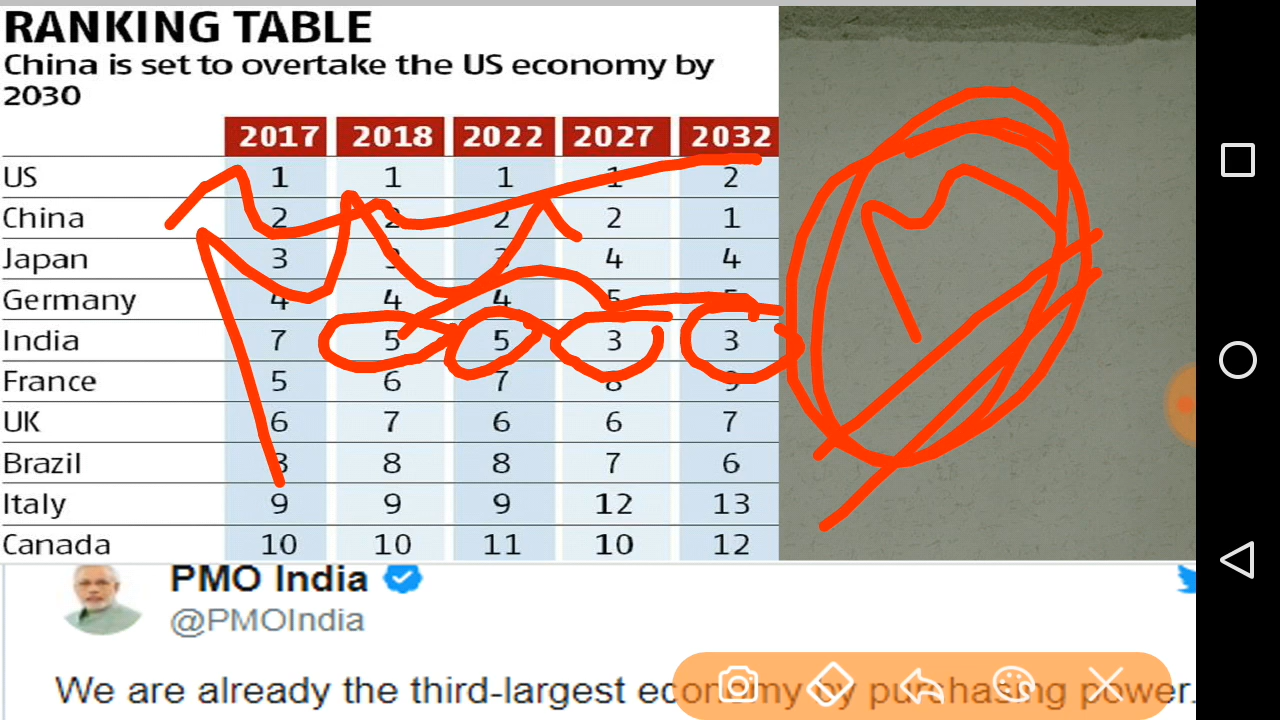 RANKING TABLE
China is set to overtake the US economy by
2030
2017 2018 2022 2027 2032
US 1 1 1 1 2
China 2 2 2 2 1
Japan 3 3 3 4 4
Germany 4 4 4 5 5
India 7 5 5 3 3
France 5 6 7 8 9
UK 6 7 6 6 7
Brazil 8 8 8 7 6
Italy 9 9 9 12 13
Canada 10 10 11 10 12
PMO India
@PMOIndia
We are already the third-largest economy by purchasing power.